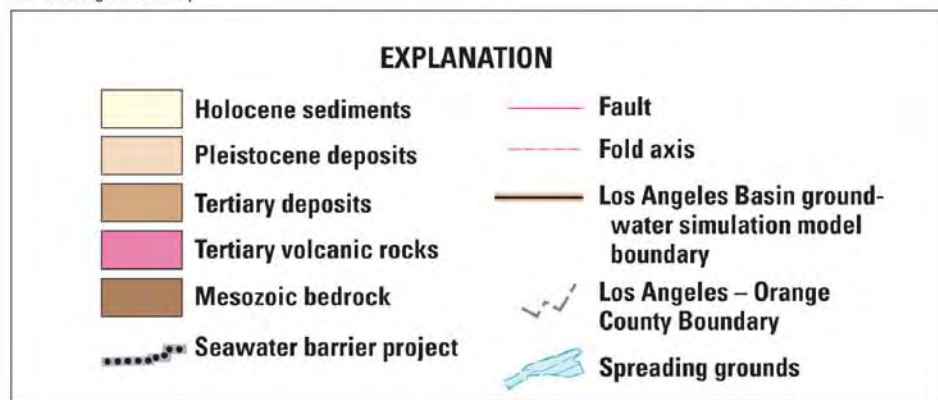 EXPLANATION
Holocene sediments
Pleistocene deposits
Tertiary deposits
Tertiary volcanic rocks
Mesozoic bedrock
Seawater barrier project
Fault
Fold axis
Los Angeles Basin ground-
water simulation model
boundary
Los Angeles – Orange
County Boundary
Spreading grounds